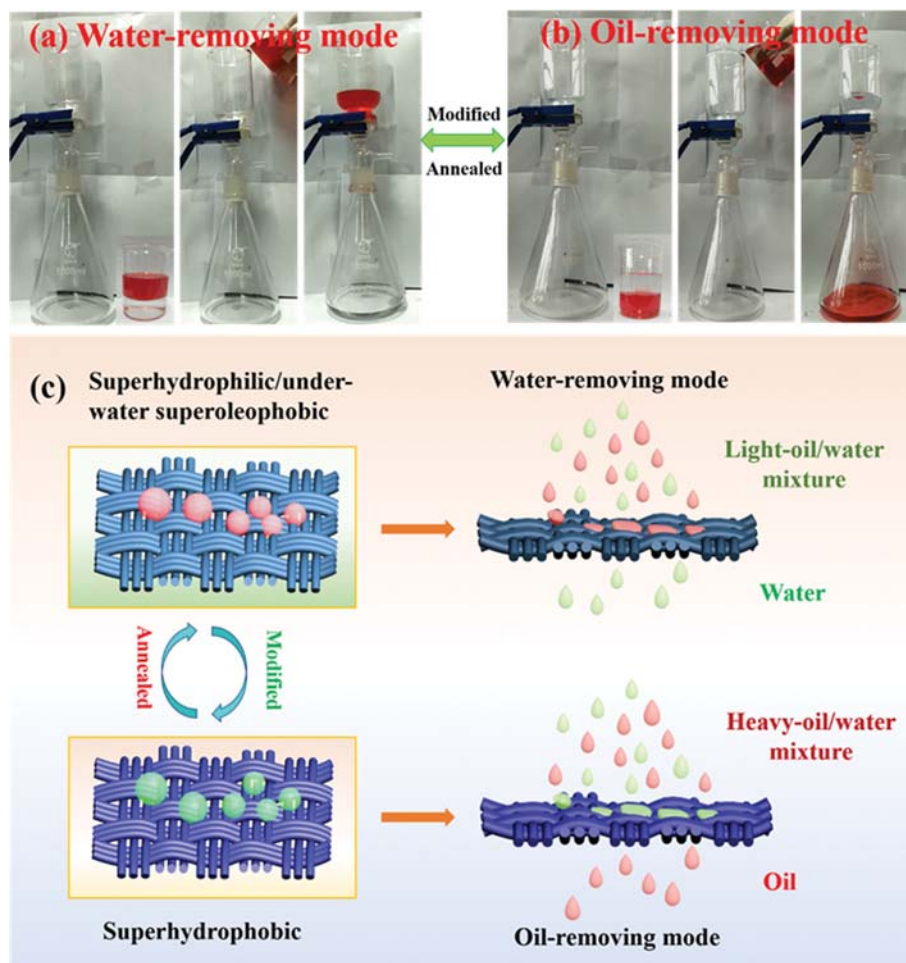 (a) Water-removing mode
(b) Oil-removing mode
Modified
Annealed
1000ml
(c)
Superhydrophilic/under-
water superoleophobic
Water-removing mode
Light-oil/water
mixture
Water
Annealed
Modified
Heavy-oil/water
mixture
Oil
Superhydrophobic
Oil-removing mode